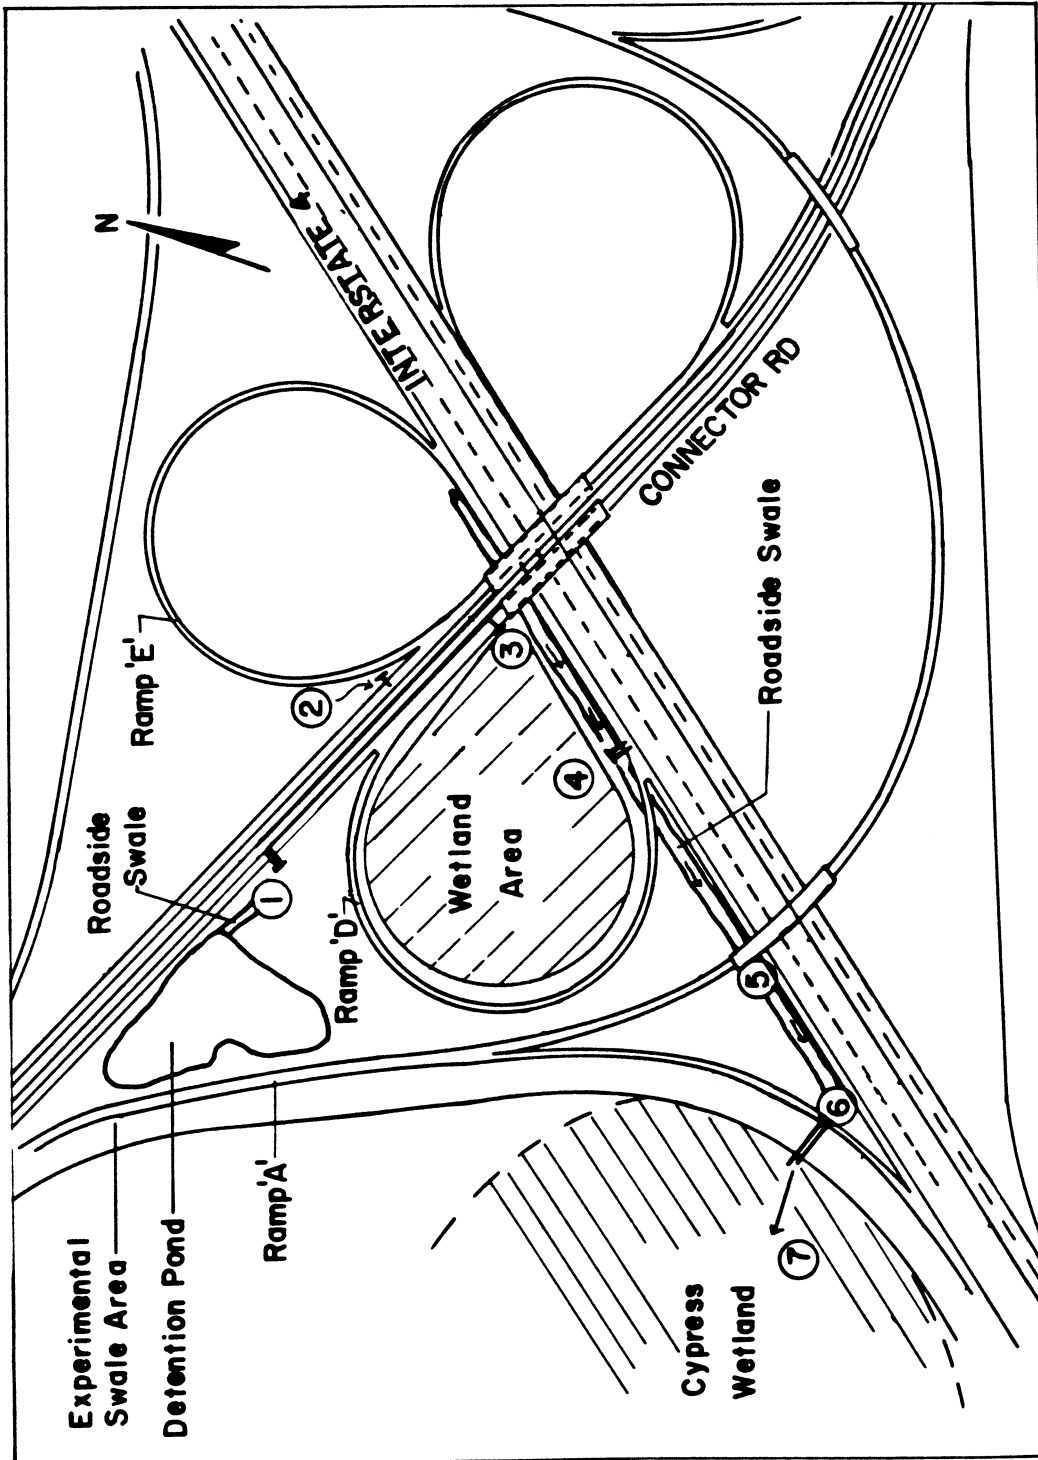 Experimental
Swale Area
Detention Pond
Ramp 'A'
Roadside
Swale
Ramp 'E'
N
1
2
Ramp 'D'
Wetland
Area
3
4
INTERSTATE 4
CONNECTOR RD
Roadside Swale
5
6
7
Cypress
Wetland